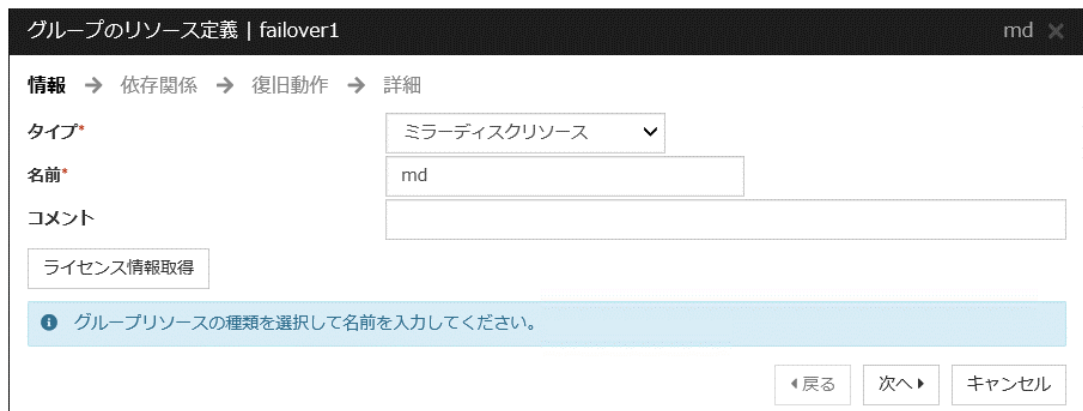 グループのリソース定義 | failover1 md ×
情報 → 依存関係 → 復旧動作 → 詳細
タイプ* ミラーディスクリソース
名前* md
コメント
ライセンス情報取得
グループリソースの種類を選択して名前を入力してください。
戻る 次へ キャンセル